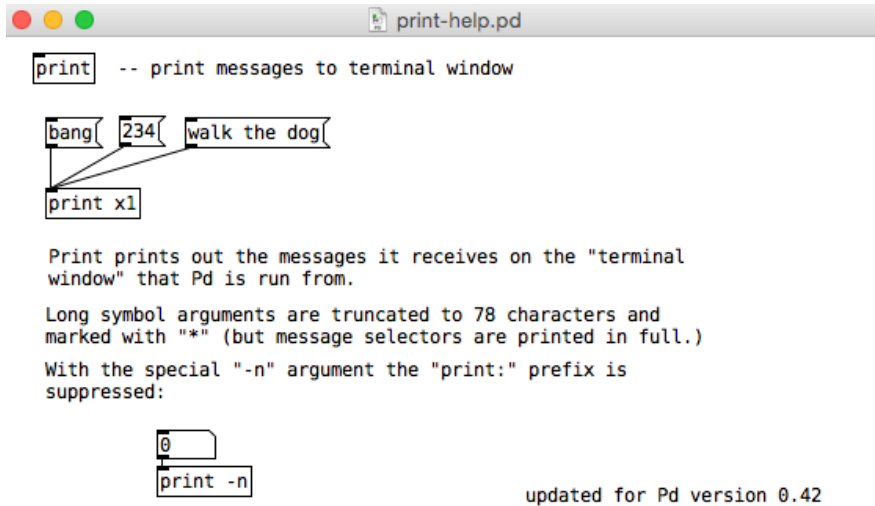 print-help.pd
print -- print messages to terminal window
bang 234 walk the dog
print x1
Print prints out the messages it receives on the "terminal
window" that Pd is run from.
Long symbol arguments are truncated to 78 characters and
marked with "*" (but message selectors are printed in full.)
With the special "-n" argument the "print:" prefix is
suppressed:
0
print -n
updated for Pd version 0.42